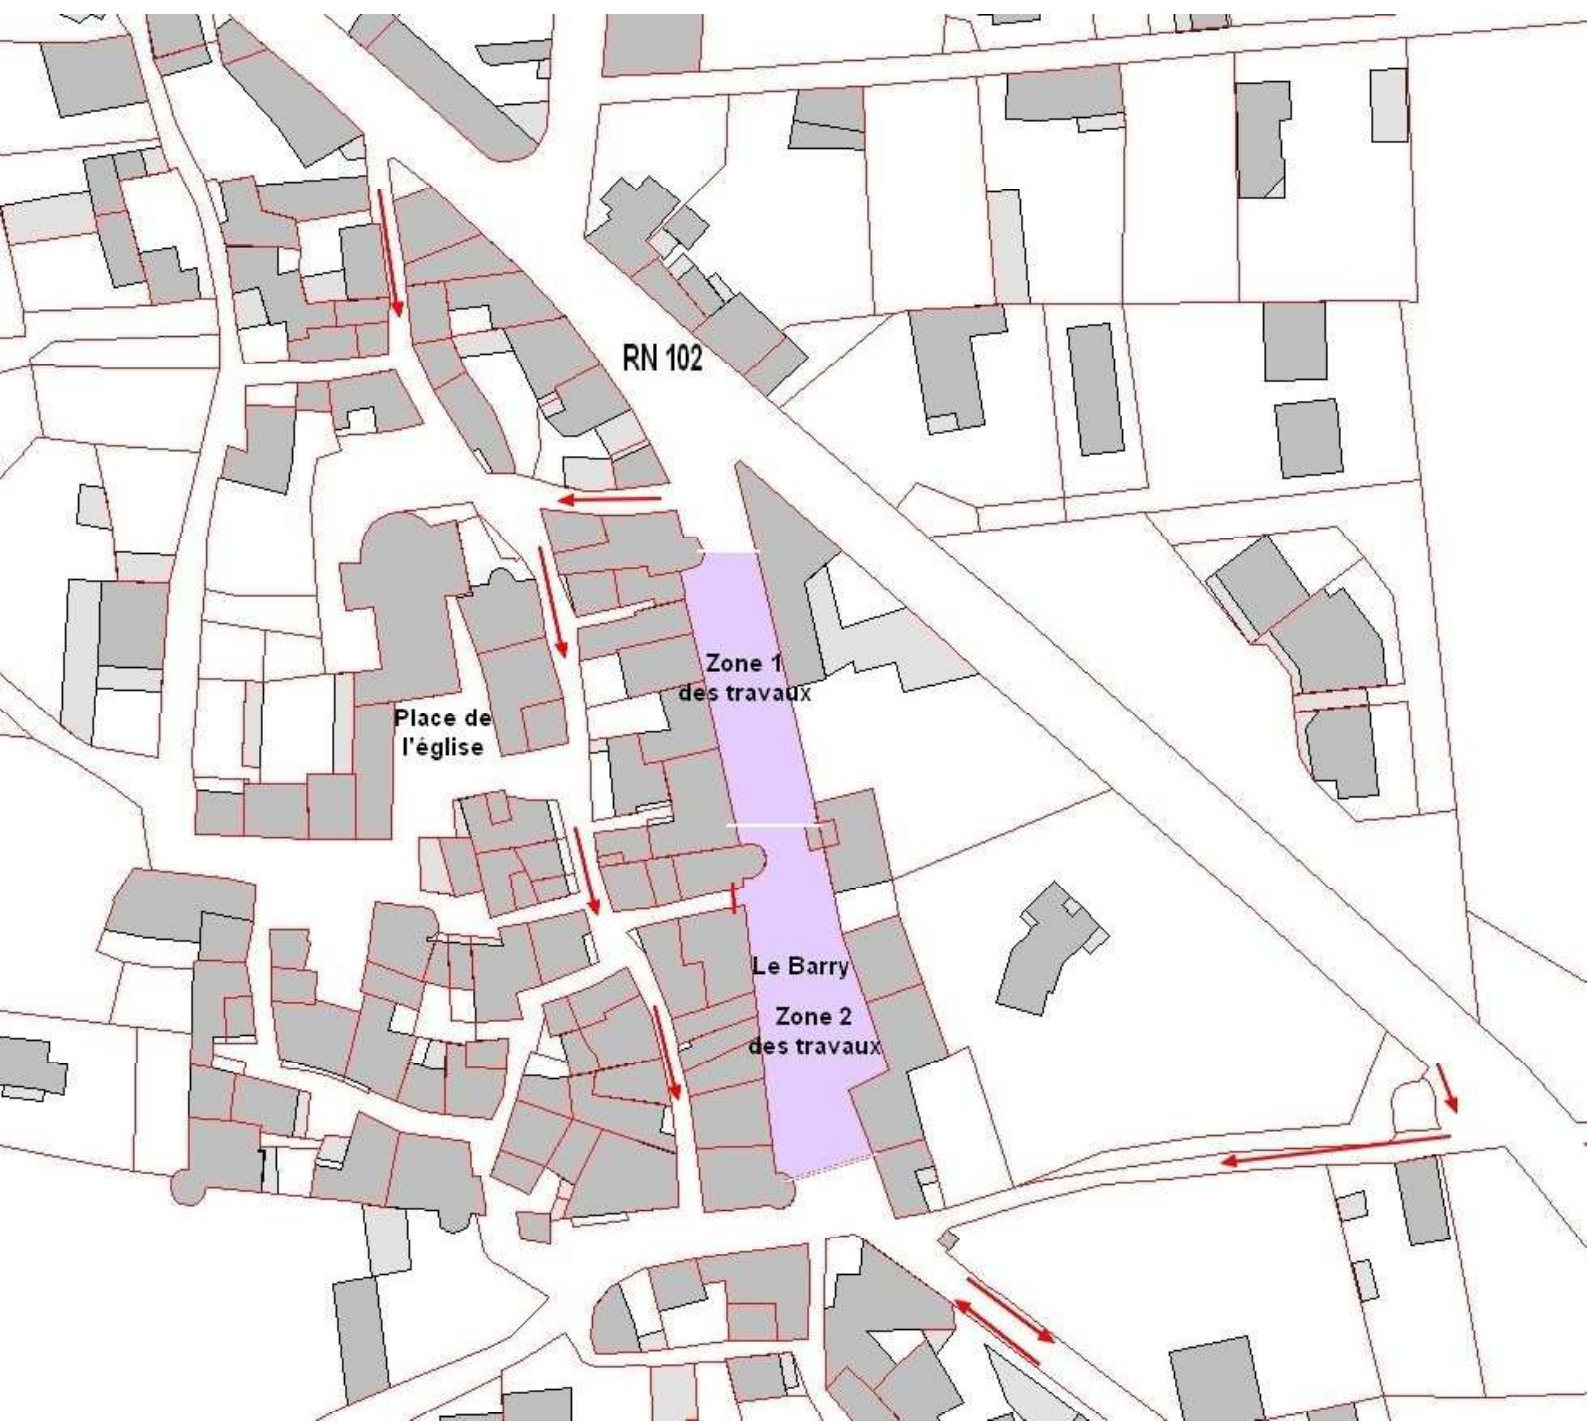 RN 102
Zone 1
des travaux
Place de
l'église
Le Barry
Zone 2
des travaux